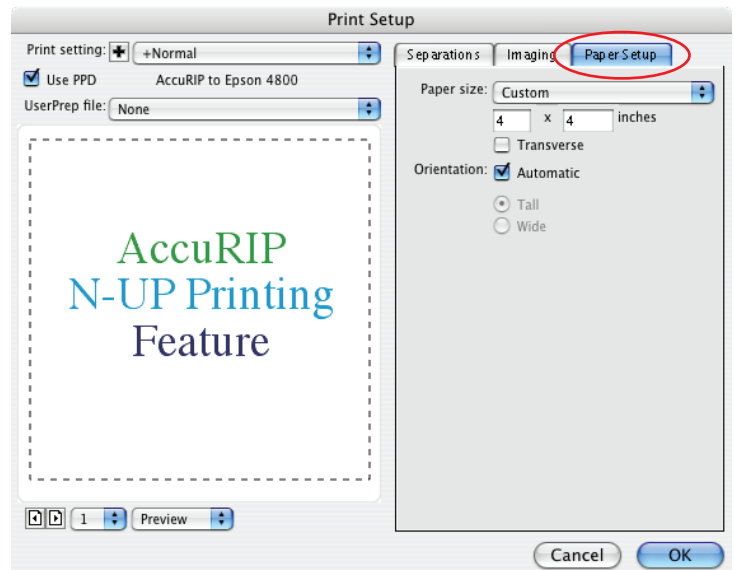 Print Setup
Print setting: +Normal
Use PPD AccuRIP to Epson 4800
UserPrep file: None
AccuRIP
N-UP Printing
Feature
1 Preview
Separations Imaging Paper Setup
Paper size: Custom
4 x 4 inches
Transverse
Orientation: Automatic
Tall
Wide
Cancel OK